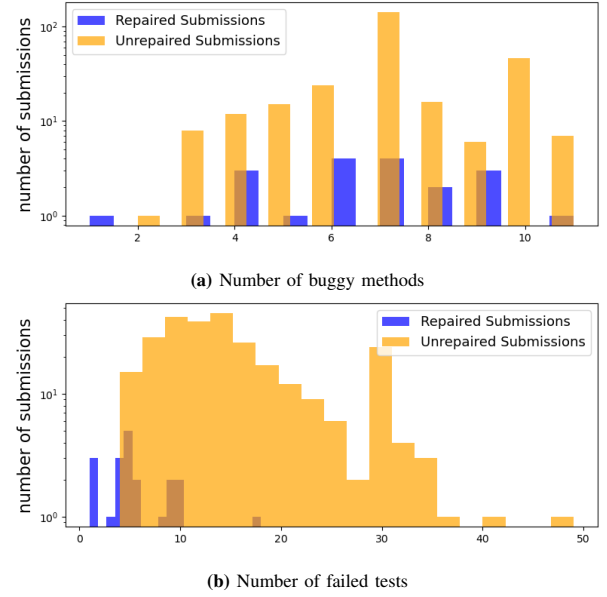 10²
10¹
10⁰
number of submissions
Repaired Submissions
Unrepaired Submissions
2 4 6 8 10
(a) Number of buggy methods
10¹
10⁰
number of submissions
Repaired Submissions
Unrepaired Submissions
0 10 20 30 40 50
(b) Number of failed tests